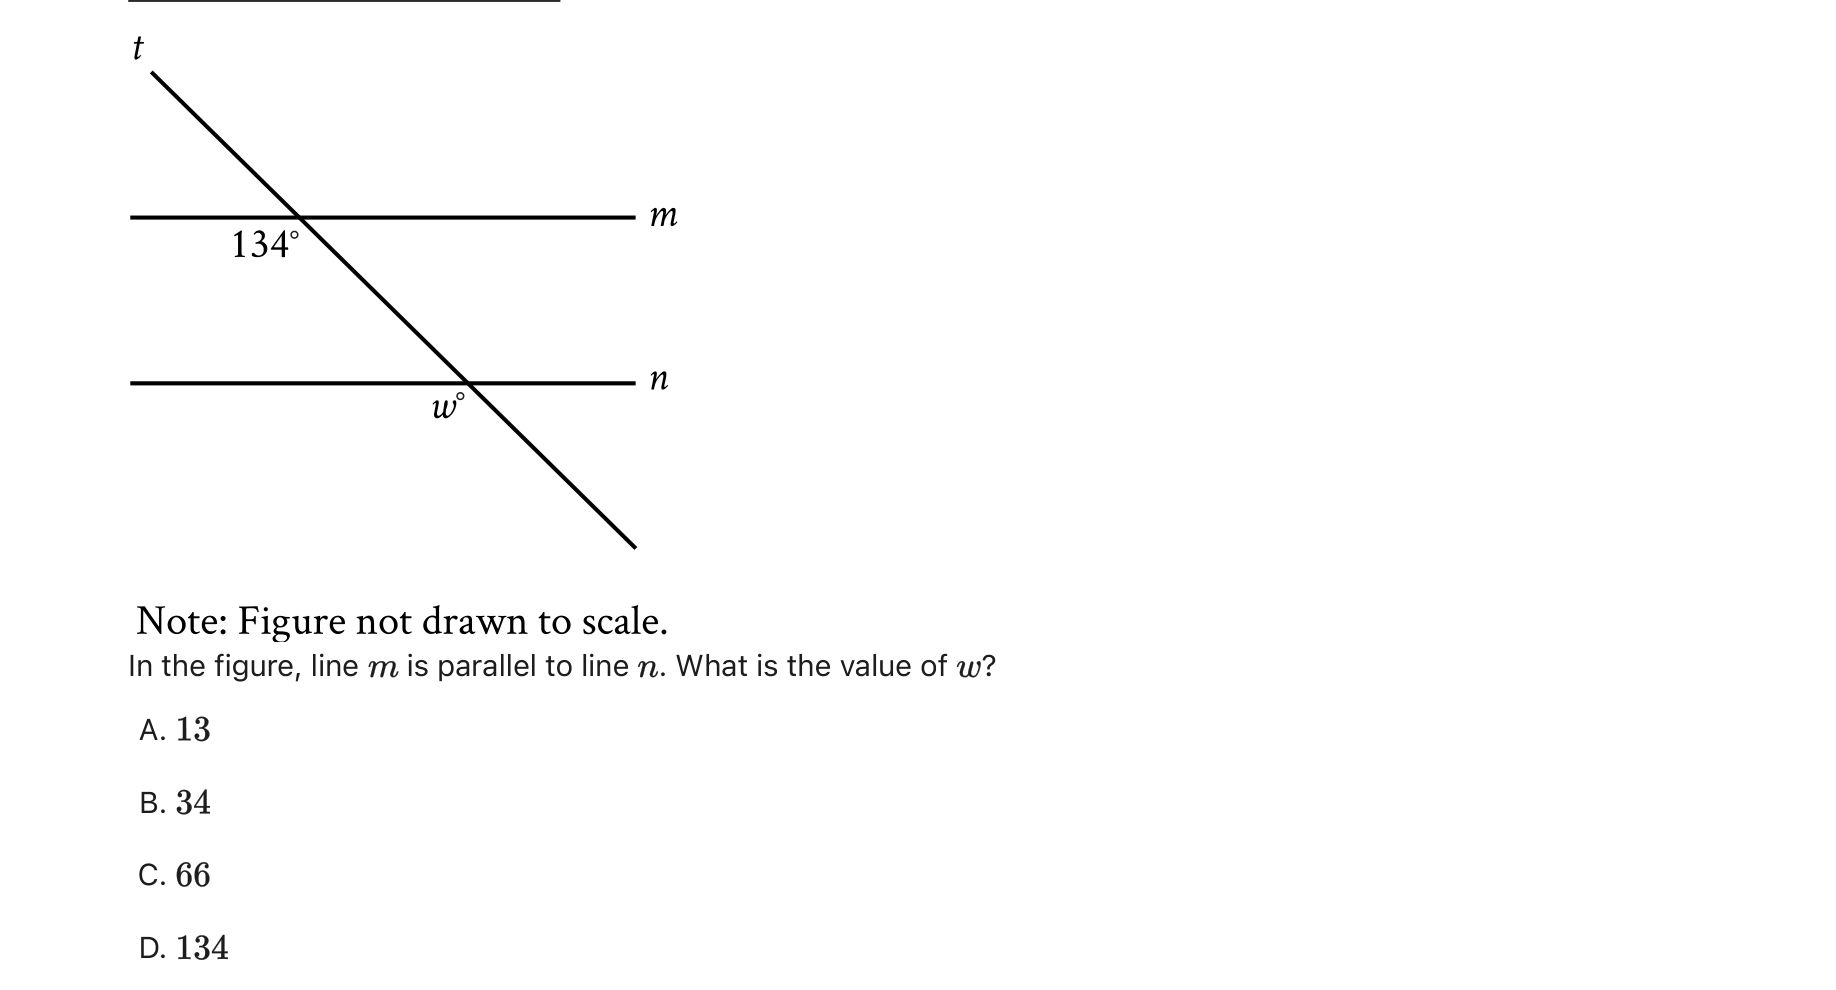 t
m
134°
n
w°
Note: Figure not drawn to scale.
In the figure, line m is parallel to line n. What is the value of w?
A. 13
B. 34
C. 66
D. 134